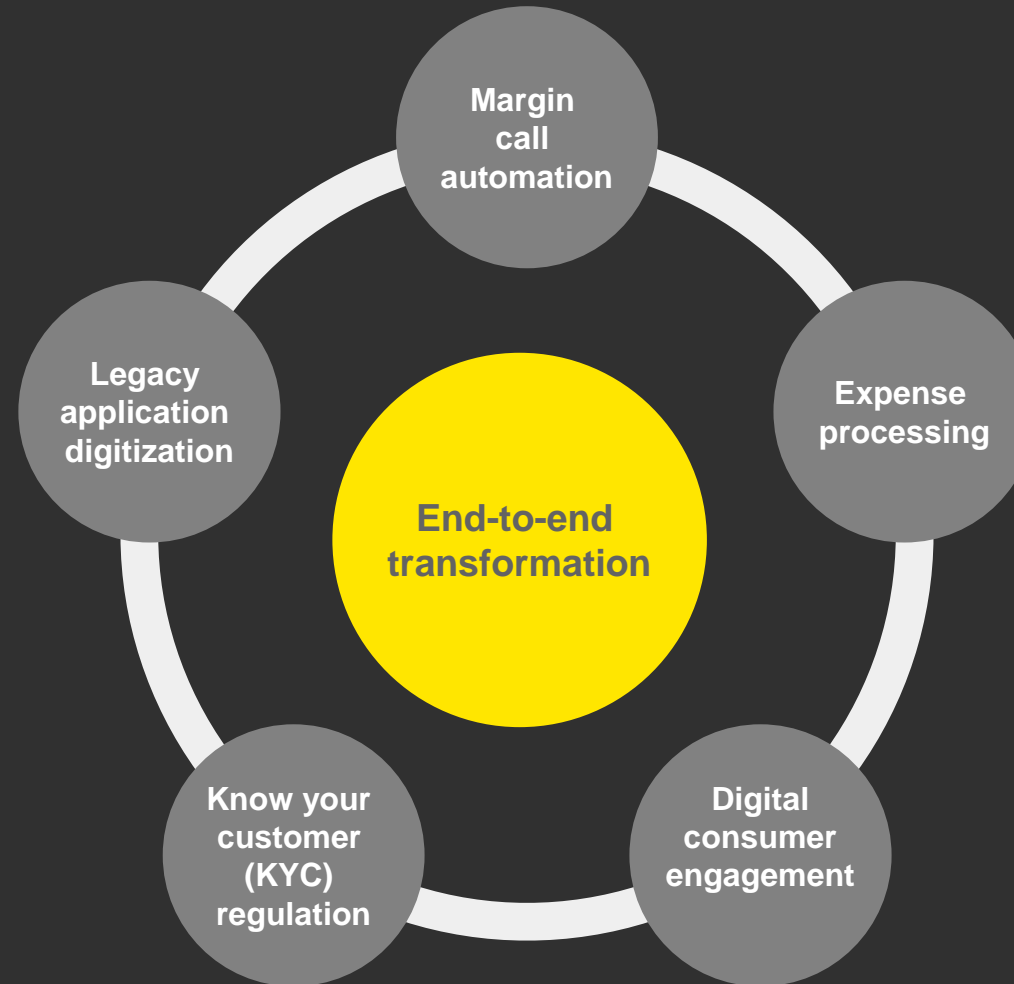 Margin
call
automation
Legacy
application
digitization
Expense
processing
End-to-end
transformation
Know your
customer
(KYC)
regulation
Digital
consumer
engagement